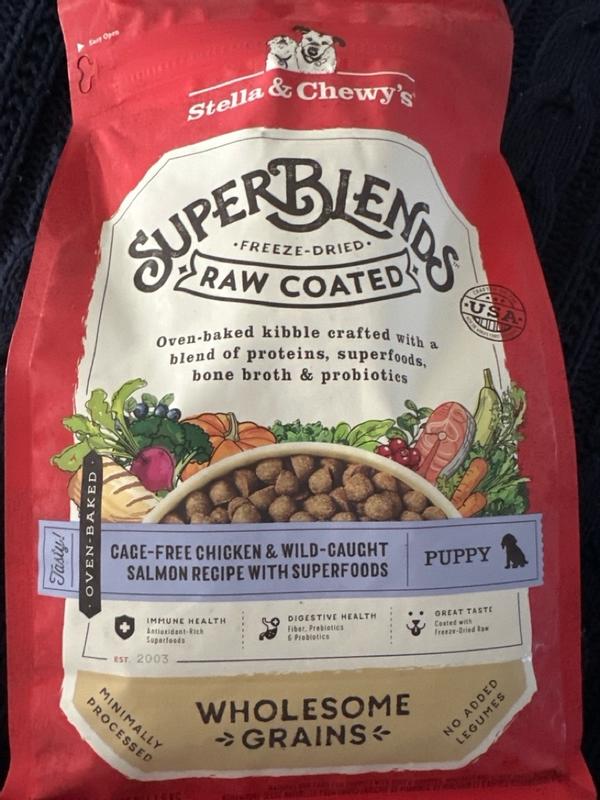 Easy Open
Stella & Chewy's
SUPERBLENDS
• FREEZE-DRIED •
RAW COATED
USA
Oven-baked kibble crafted with a
blend of proteins, superfoods,
bone broth & probiotics
Tasty!
OVEN-BAKED
CAGE-FREE CHICKEN & WILD-CAUGHT
SALMON RECIPE WITH SUPERFOODS
PUPPY
IMMUNE HEALTH
Antioxidant-Rich
Superfoods
DIGESTIVE HEALTH
Fiber, Prebiotics
& Probiotics
GREAT TASTE
Coated with
Freeze-Dried Raw
EST. 2003
MINIMALLY
PROCESSED
WHOLESOME
GRAINS
NO ADDED
LEGUMES